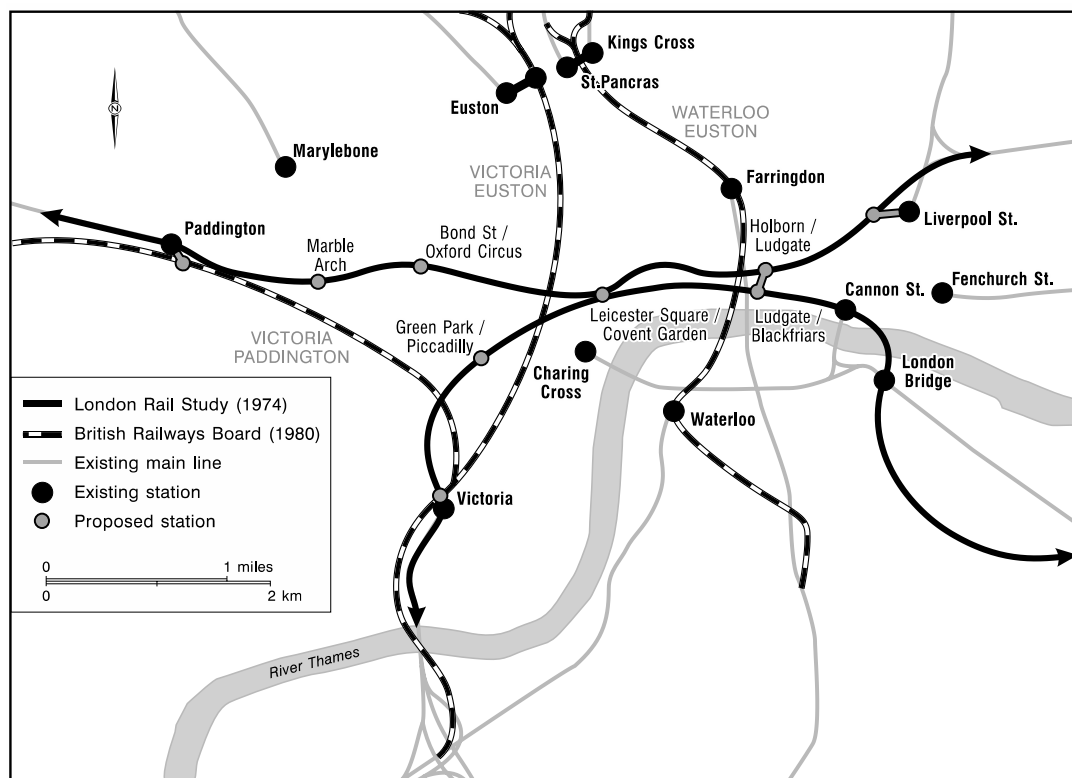 Kings Cross
St.Pancras
Euston
WATERLOO
EUSTON
N
Marylebone
VICTORIA
EUSTON
Farringdon
Paddington
Bond St /
Oxford Circus
Holborn /
Ludgate
Liverpool St.
Marble
Arch
Fenchurch St.
Cannon St.
Leicester Square /
Covent Garden
Ludgate /
Blackfriars
Green Park /
Piccadilly
VICTORIA
PADDINGTON
Charing
Cross
London
Bridge
Waterloo
London Rail Study (1974)
British Railways Board (1980)
Existing main line
Existing station
Proposed station
0 1 miles
0 2 km
Victoria
River Thames